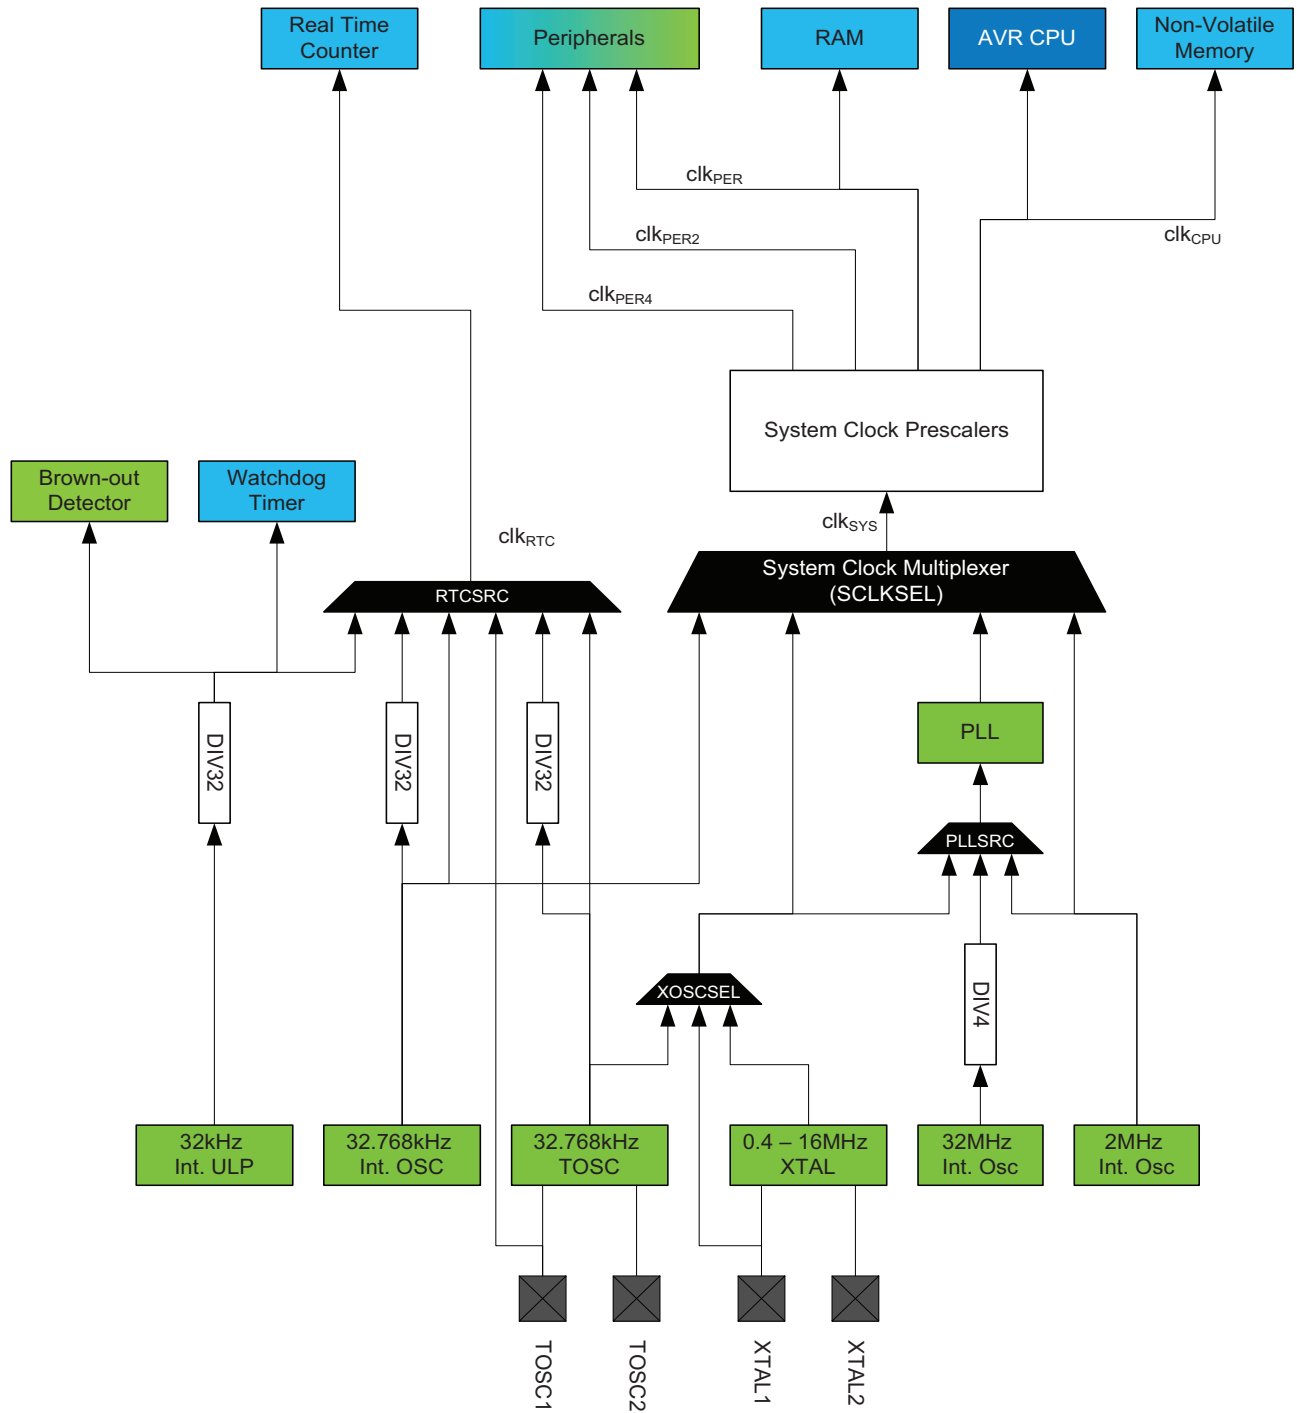 Real Time
Counter
Peripherals
RAM
AVR CPU
Non-Volatile
Memory
clkPER
clkPER2
clkCPU
clkPER4
System Clock Prescalers
Brown-out
Detector
Watchdog
Timer
clkSYS
clkRTC
System Clock Multiplexer
(SCLKSEL)
RTCSRC
DIV32
DIV32
DIV32
PLL
PLLSRC
XOSCSEL
DIV4
32kHz
Int. ULP
32.768kHz
Int. OSC
32.768kHz
TOSC
0.4 – 16MHz
XTAL
32MHz
Int. Osc
2MHz
Int. Osc
TOSC1
TOSC2
XTAL1
XTAL2